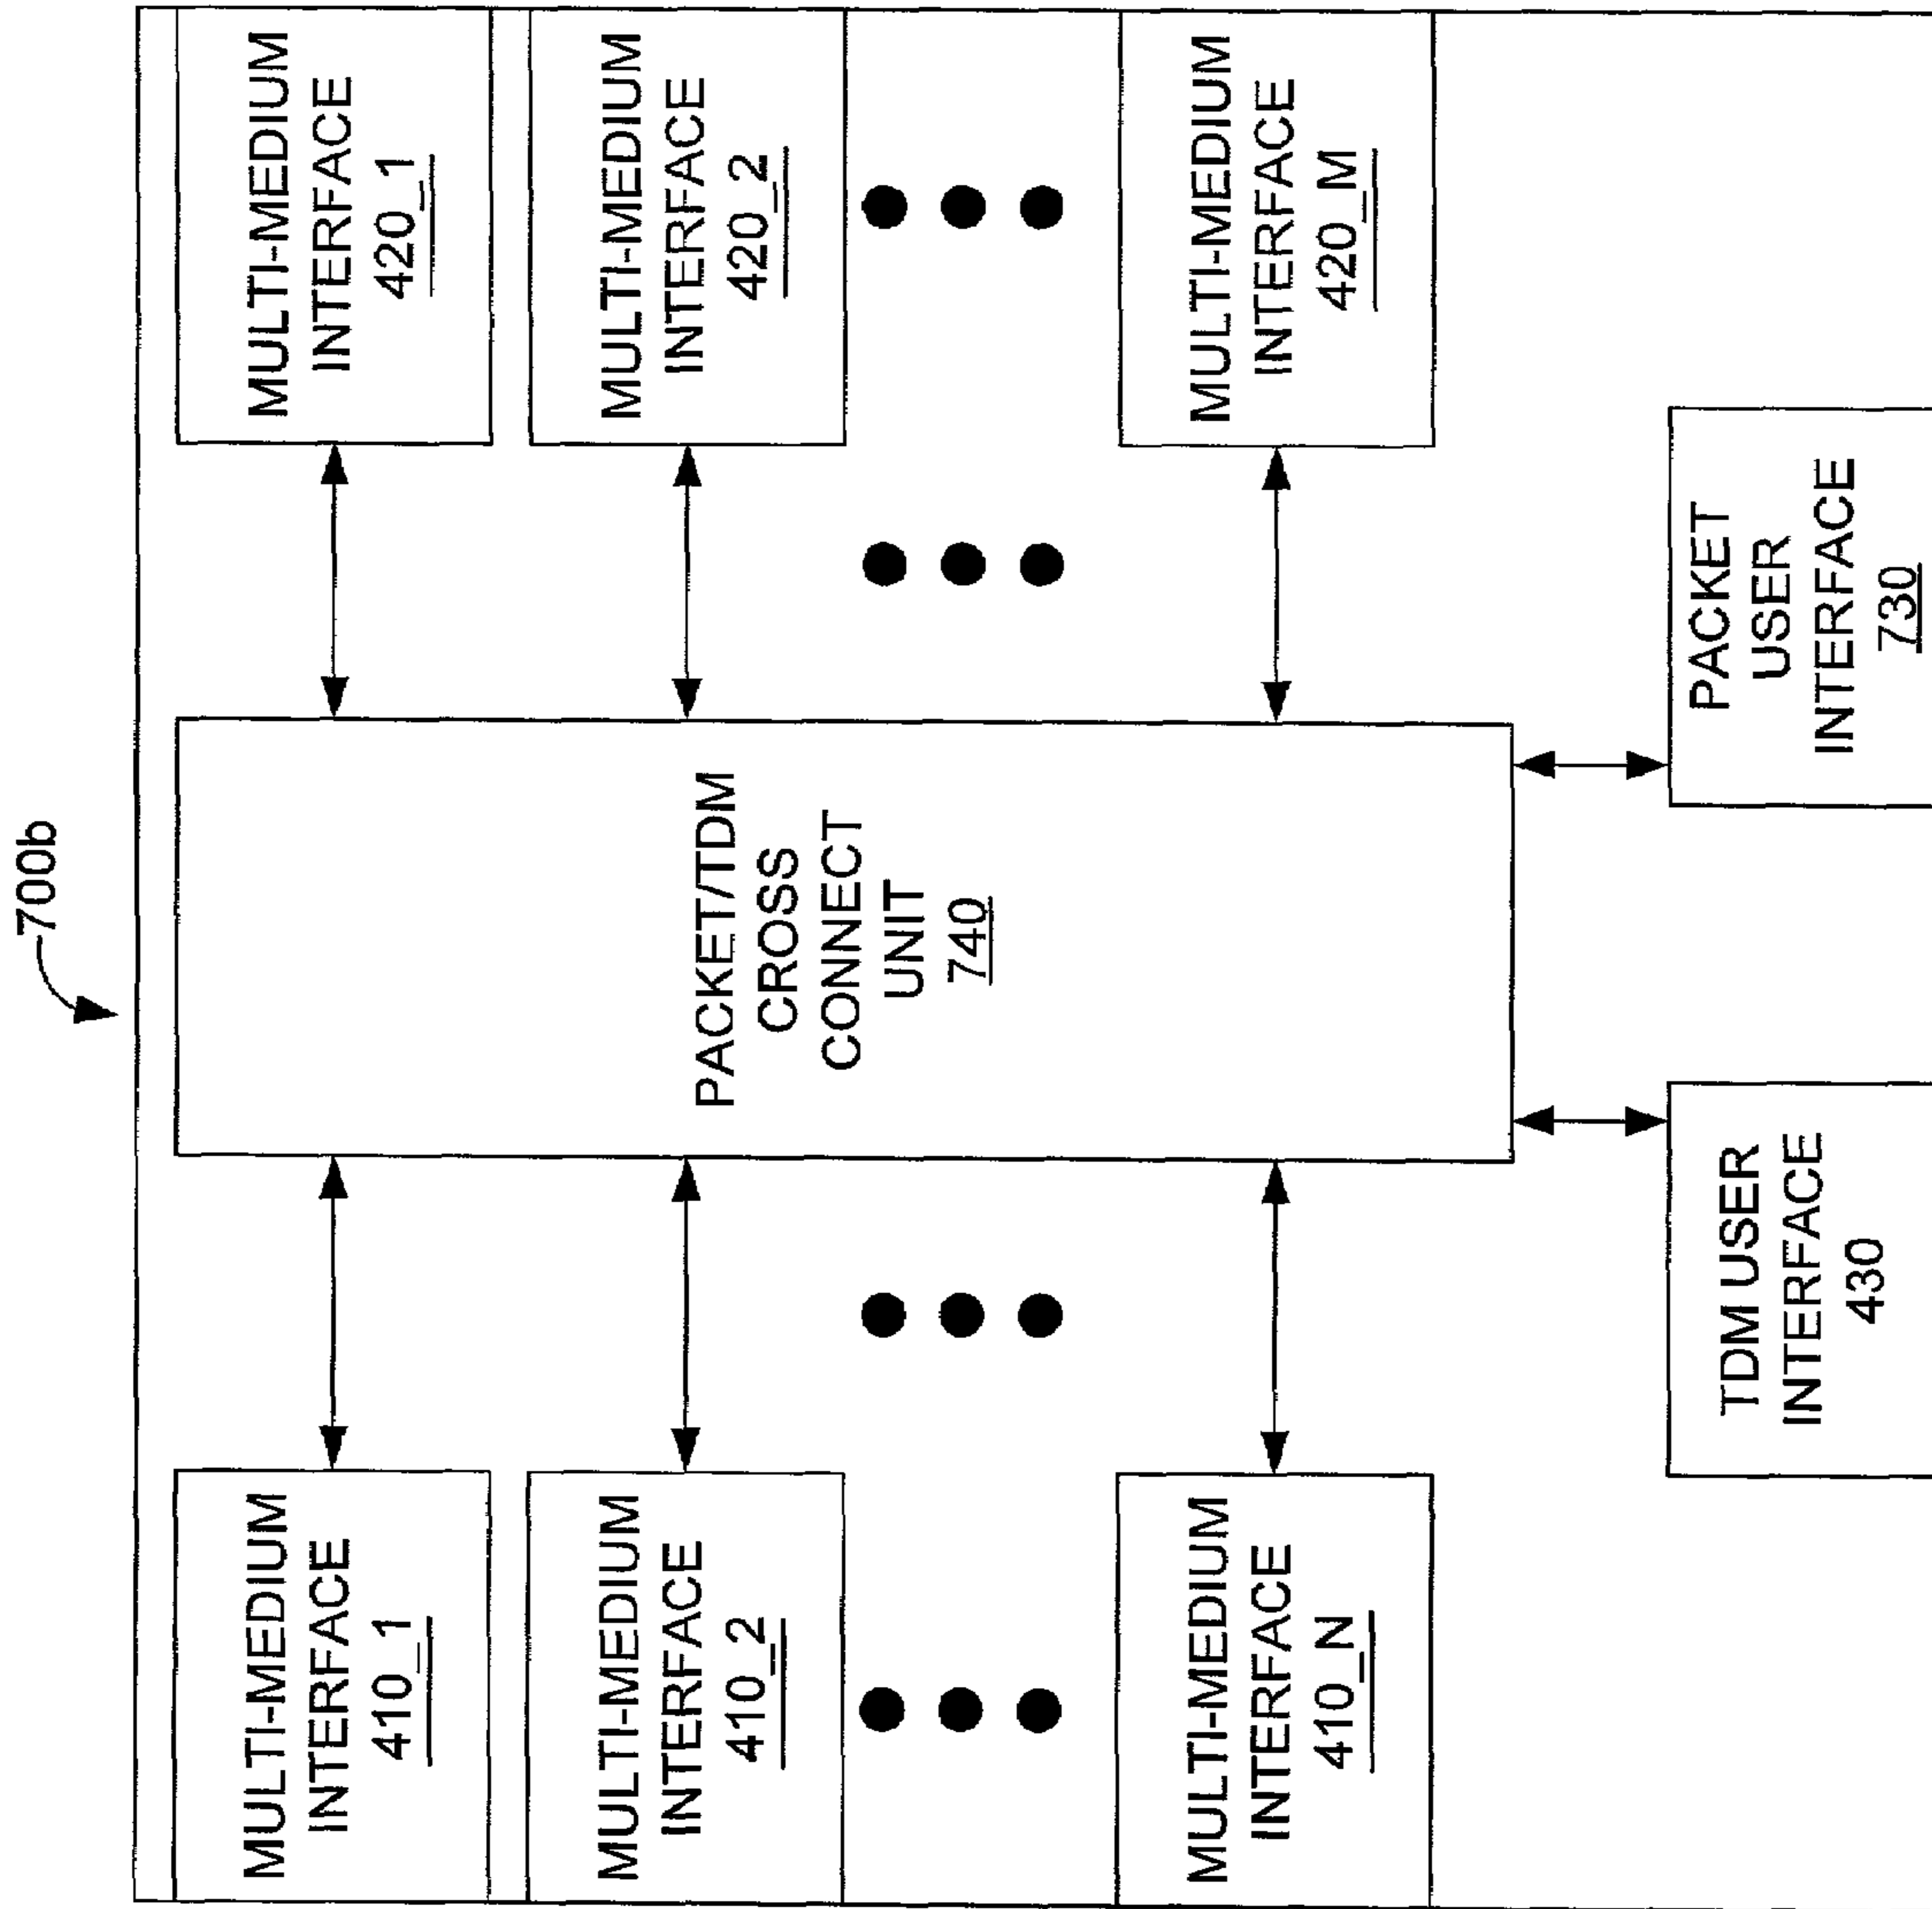 700b
MULTI-MEDIUM
INTERFACE
410_1
MULTI-MEDIUM
INTERFACE
410_2
MULTI-MEDIUM
INTERFACE
410_N
PACKET/TDM
CROSS
CONNECT
UNIT
740
MULTI-MEDIUM
INTERFACE
420_1
MULTI-MEDIUM
INTERFACE
420_2
MULTI-MEDIUM
INTERFACE
420_M
TDM USER
INTERFACE
430
PACKET
USER
INTERFACE
730